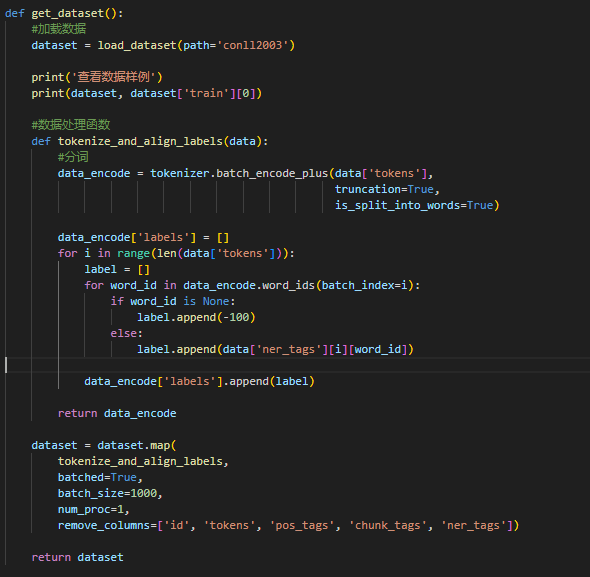 def get_dataset():
    #加载数据
    dataset = load_dataset(path='conll2003')

    print('查看数据样例')
    print(dataset, dataset['train'][0])

    #数据处理函数
    def tokenize_and_align_labels(data):
        #分词
        data_encode = tokenizer.batch_encode_plus(data['tokens'],
                                                  truncation=True,
                                                  is_split_into_words=True)

        data_encode['labels'] = []
        for i in range(len(data['tokens'])):
            label = []
            for word_id in data_encode.word_ids(batch_index=i):
                if word_id is None:
                    label.append(-100)
                else:
                    label.append(data['ner_tags'][i][word_id])

            data_encode['labels'].append(label)

        return data_encode

    dataset = dataset.map(
        tokenize_and_align_labels,
        batched=True,
        batch_size=1000,
        num_proc=1,
        remove_columns=['id', 'tokens', 'pos_tags', 'chunk_tags', 'ner_tags'])

    return dataset